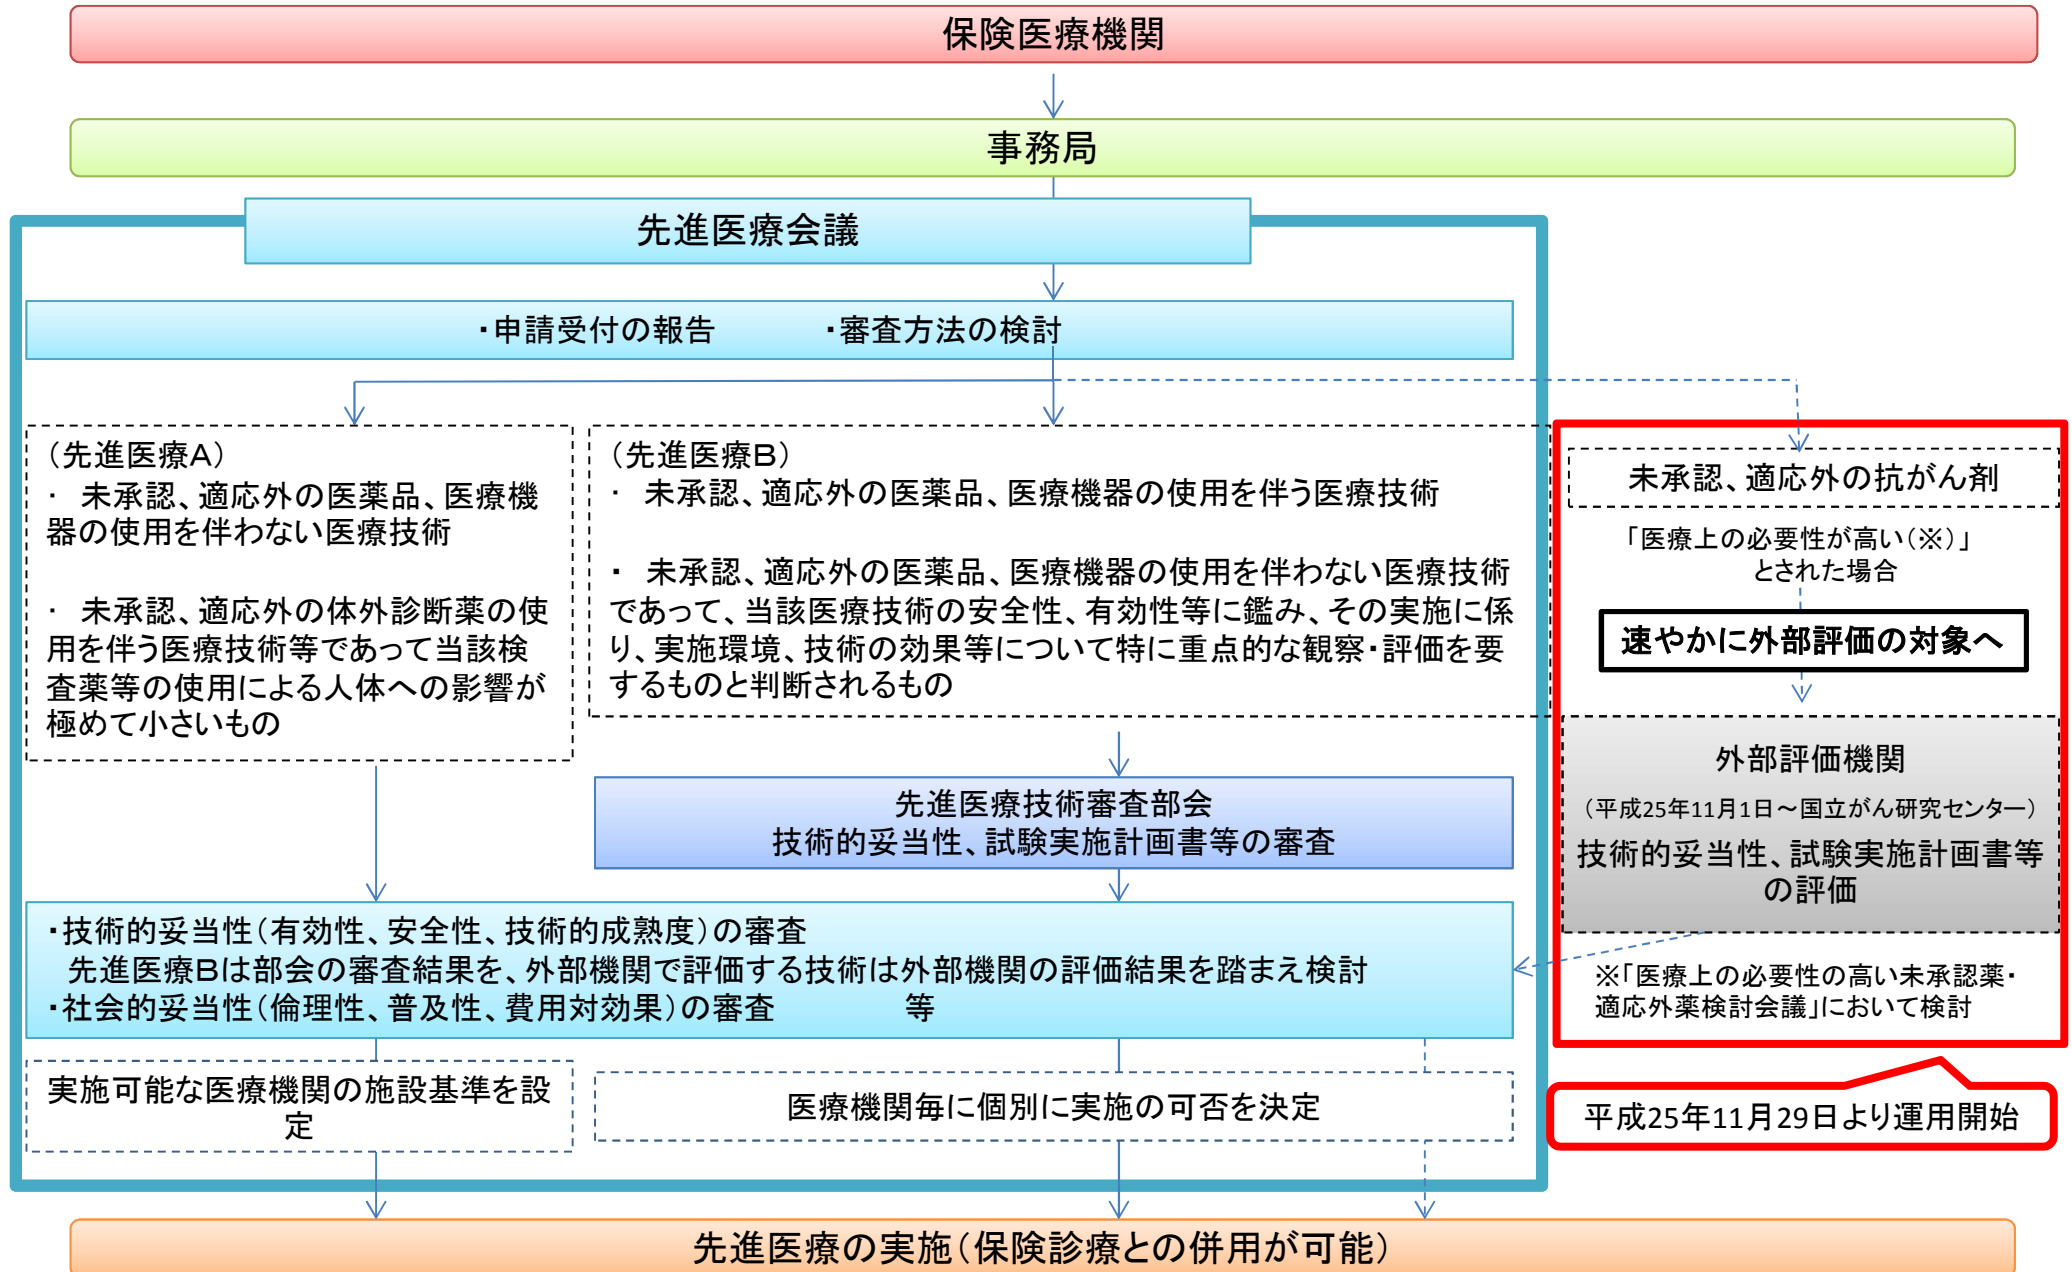 保険医療機関
事務局
先進医療会議
・申請受付の報告　　　・審査方法の検討
（先進医療A）
・ 未承認、適応外の医薬品、医療機
器の使用を伴わない医療技術
・ 未承認、適応外の体外診断薬の使
用を伴う医療技術等であって当該検
査薬等の使用による人体への影響が
極めて小さいもの
（先進医療B）
・ 未承認、適応外の医薬品、医療機器の使用を伴う医療技術
・ 未承認、適応外の医薬品、医療機器の使用を伴わない医療技術
であって、当該医療技術の安全性、有効性等に鑑み、その実施に係
り、実施環境、技術の効果等について特に重点的な観察・評価を要
するものと判断されるもの
未承認、適応外の抗がん剤
「医療上の必要性が高い（※）」
とされた場合
速やかに外部評価の対象へ
外部評価機関
（平成25年11月1日～国立がん研究センター）
技術的妥当性、試験実施計画書等
の評価
※「医療上の必要性の高い未承認薬・
適応外薬検討会議」において検討
平成25年11月29日より運用開始
先進医療技術審査部会
技術的妥当性、試験実施計画書等の審査
・技術的妥当性（有効性、安全性、技術的成熟度）の審査
先進医療Bは部会の審査結果を、外部機関で評価する技術は外部機関の評価結果を踏まえ検討
・社会的妥当性（倫理性、普及性、費用対効果）の審査　　　等
実施可能な医療機関の施設基準を設
定
医療機関毎に個別に実施の可否を決定
先進医療の実施（保険診療との併用が可能）